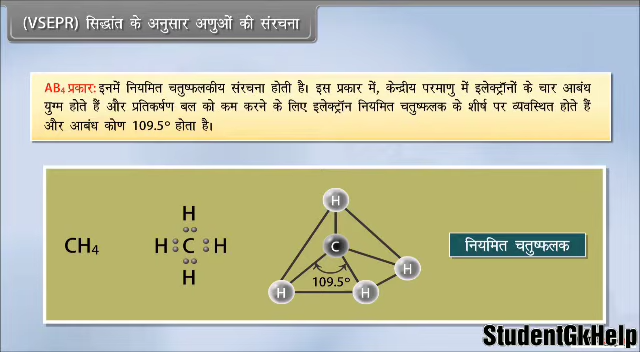 (VSEPR) सिद्धांत के अनुसार अणुओं की संरचना
AB₄ प्रकार: इनमें नियमित चतुष्फलकीय संरचना होती है। इस प्रकार में, केन्द्रीय परमाणु में इलेक्ट्रॉनों के चार आबंध
युग्म होते हैं और प्रतिकर्षण बल को कम करने के लिए इलेक्ट्रॉन नियमित चतुष्फलक के शीर्ष पर व्यवस्थित होते हैं
और आबंध कोण 109.5° होता है।
H
H
CH₄
H C H
C
नियमित चतुष्फलक
H
H
109.5°
H
H
StudentGkHelp